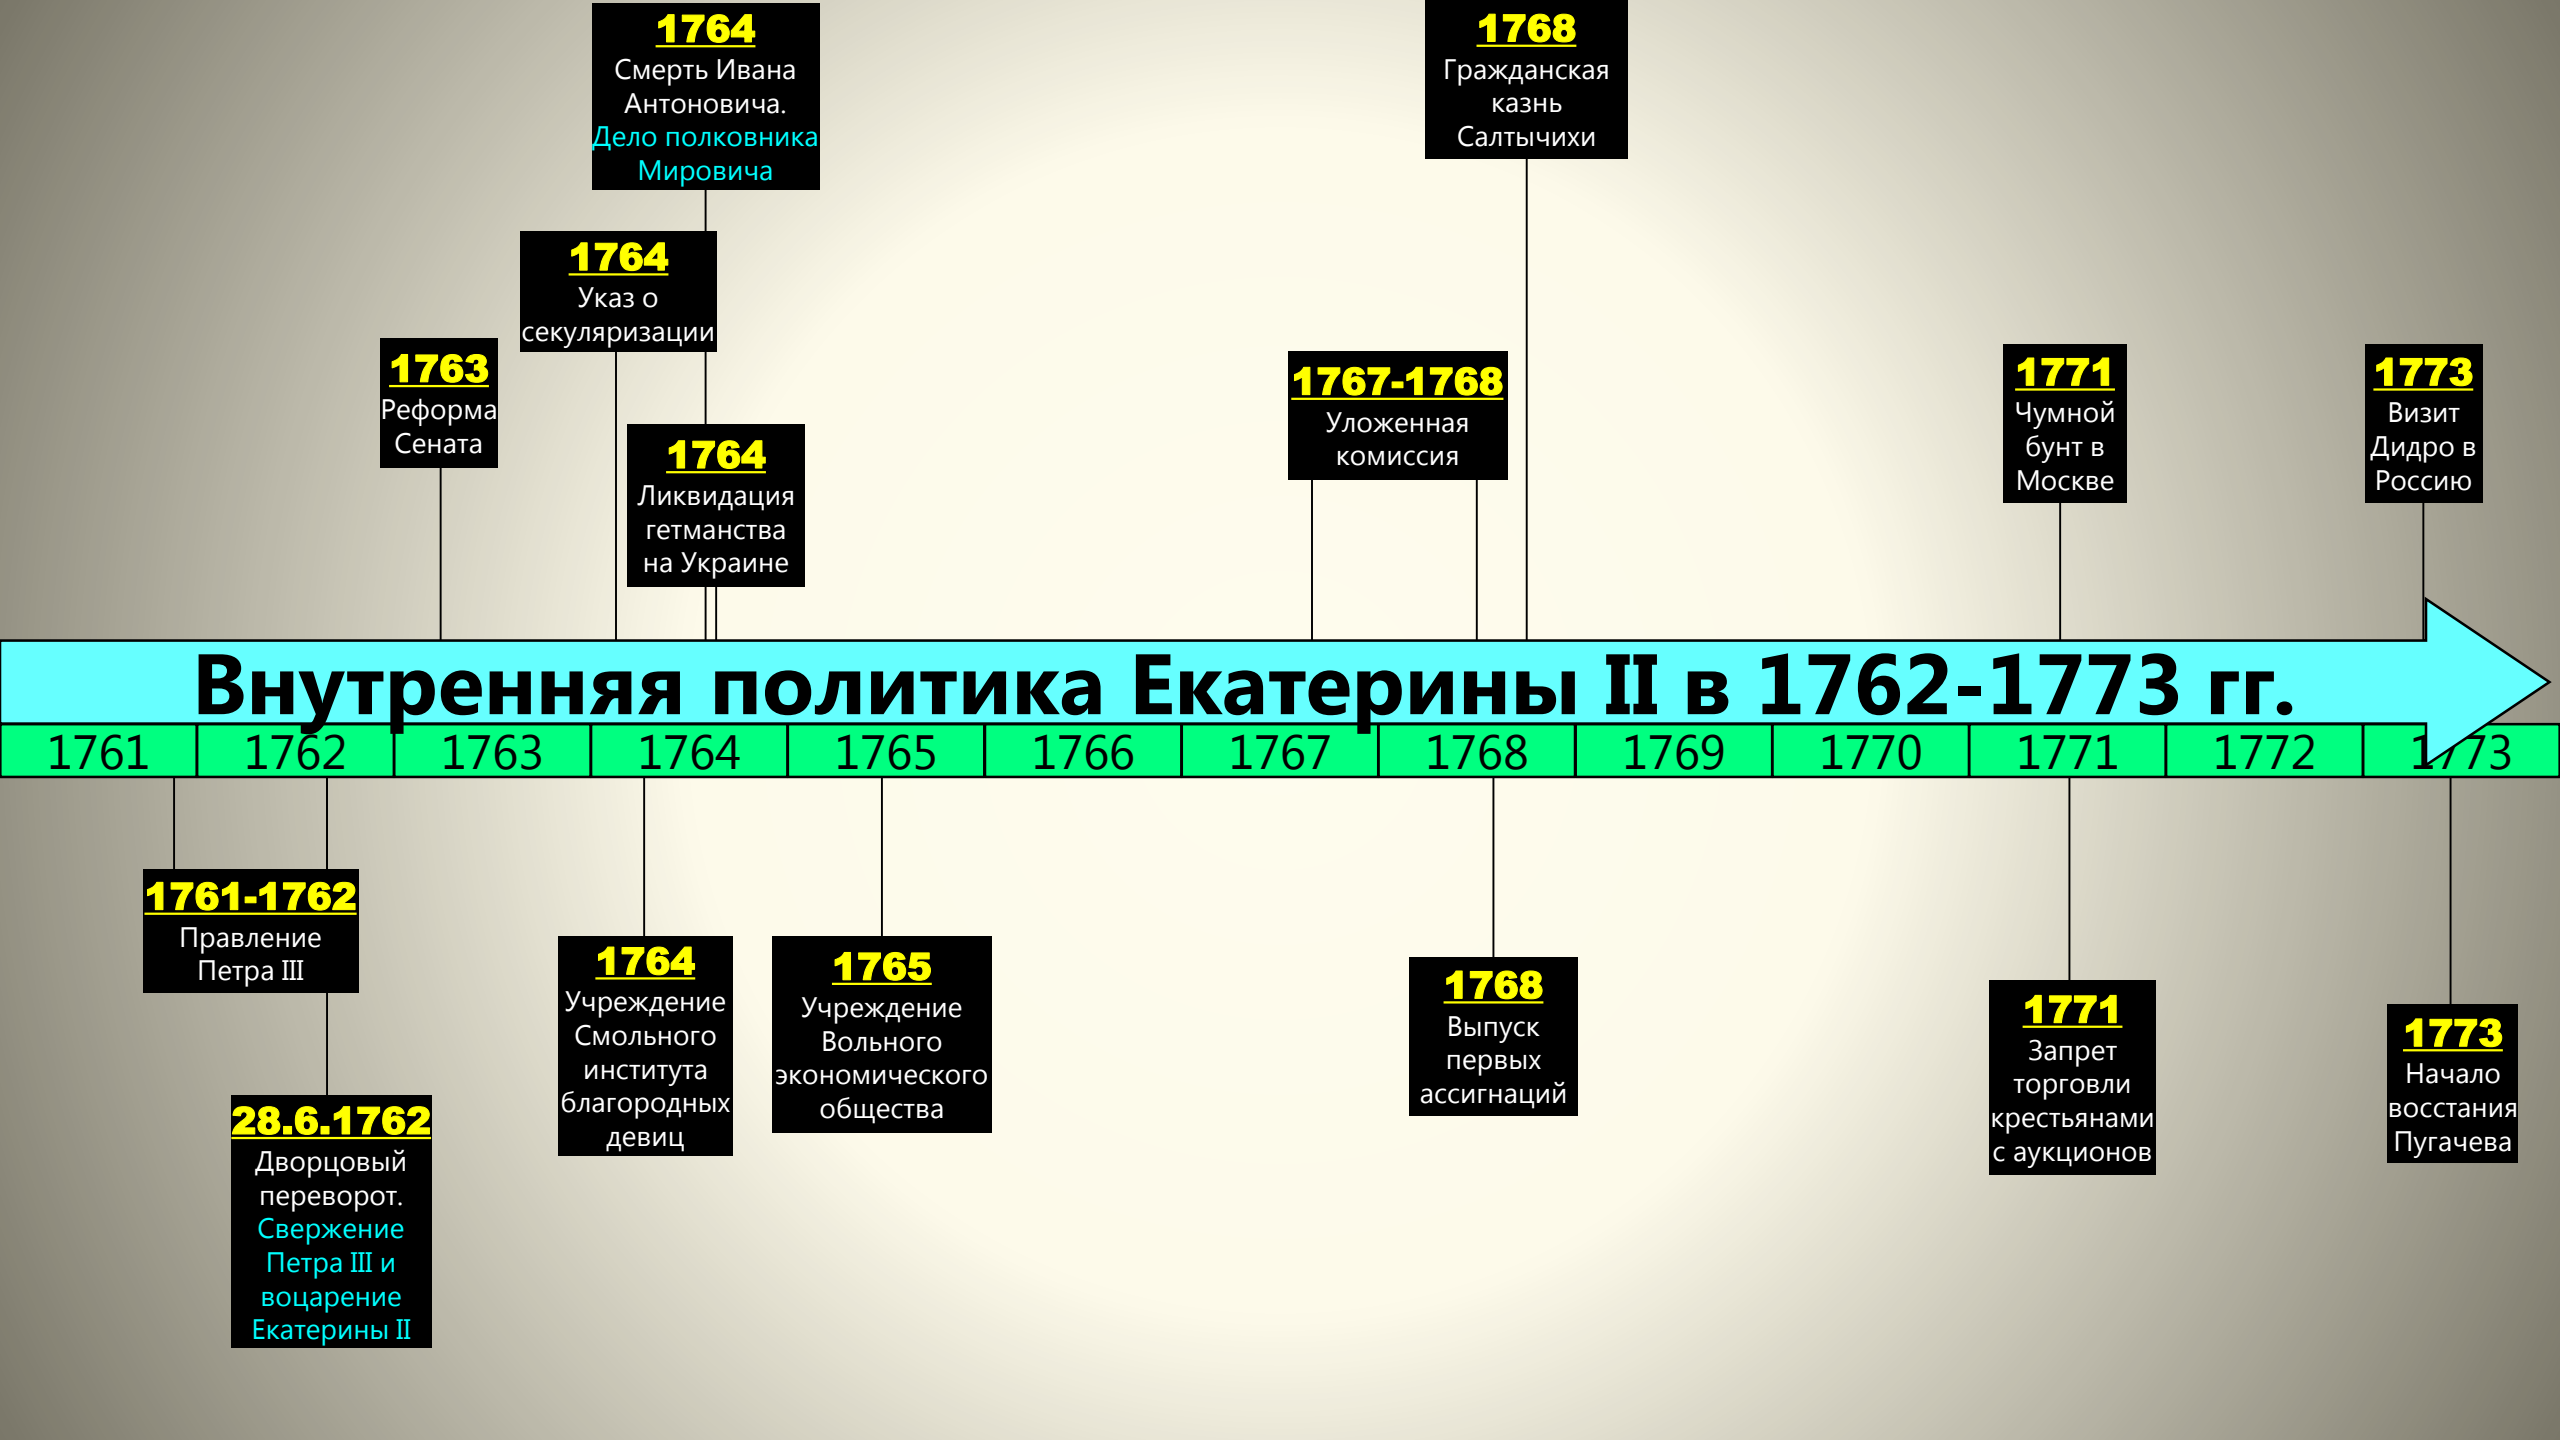 1764
Смерть Ивана
Антоновича.
Дело полковника
Мировича
1768
Гражданская
казнь
Салтычихи
1764
Указ о
секуляризации
1763
Реформа
Сената
1764
Ликвидация
гетманства
на Украине
1767-1768
Уложенная
комиссия
1771
Чумной
бунт в
Москве
1773
Визит
Дидро в
Россию
Внутренняя политика Екатерины II в 1762-1773 гг.
1761 1762 1763 1764 1765 1766 1767 1768 1769 1770 1771 1772 1773
1761-1762
Правление
Петра III
28.6.1762
Дворцовый
переворот.
Свержение
Петра III и
воцарение
Екатерины II
1764
Учреждение
Смольного
института
благородных
девиц
1765
Учреждение
Вольного
экономического
общества
1768
Выпуск
первых
ассигнаций
1771
Запрет
торговли
крестьянами
с аукционов
1773
Начало
восстания
Пугачева